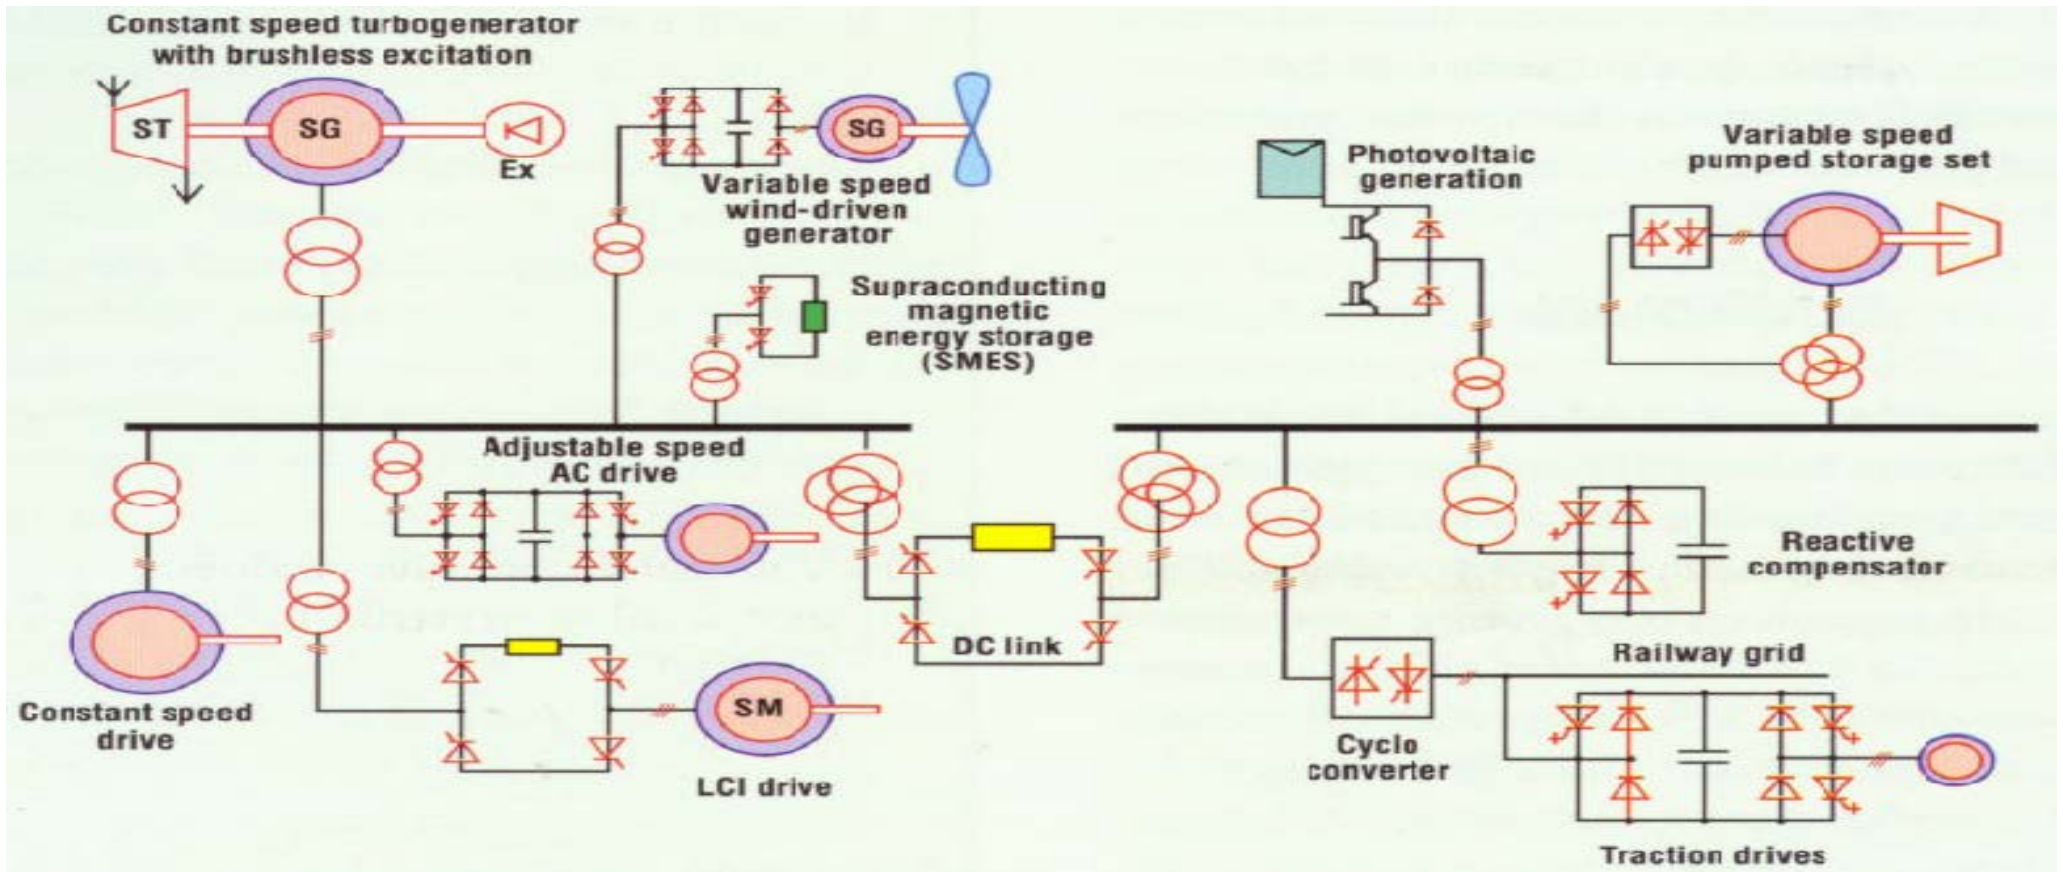 Constant speed turbogenerator
with brushless excitation
ST
SG
Ex
SG
Variable speed
wind-driven
generator
Supraconducting
magnetic
energy storage
(SMES)
Photovoltaic
generation
Variable speed
pumped storage set
Adjustable speed
AC drive
Constant speed
drive
SM
LCI drive
DC link
Reactive
compensator
Railway grid
Cyclo
converter
Traction drives